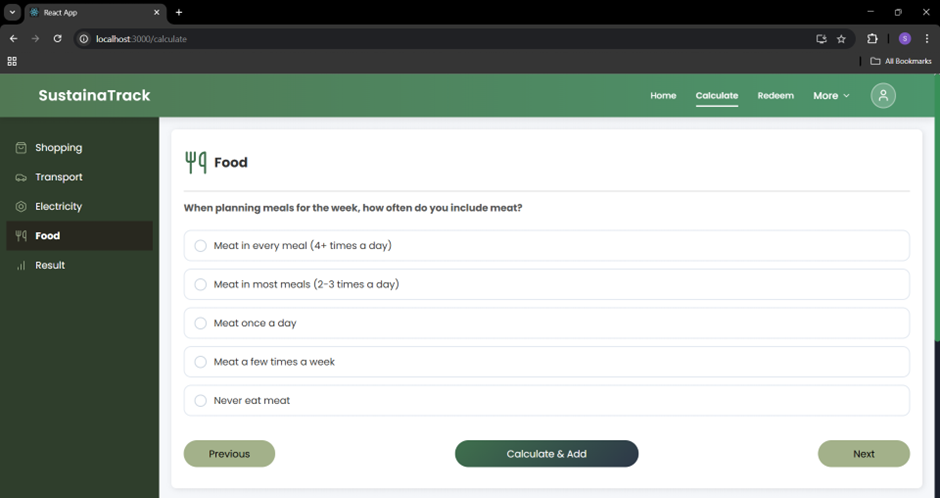 React App
localhost:3000/calculate
S
All Bookmarks
SustainaTrack
Home
Calculate
Redeem
More
Shopping
Transport
Electricity
Food
Result
Food
When planning meals for the week, how often do you include meat?
Meat in every meal (4+ times a day)
Meat in most meals (2-3 times a day)
Meat once a day
Meat a few times a week
Never eat meat
Previous
Calculate & Add
Next